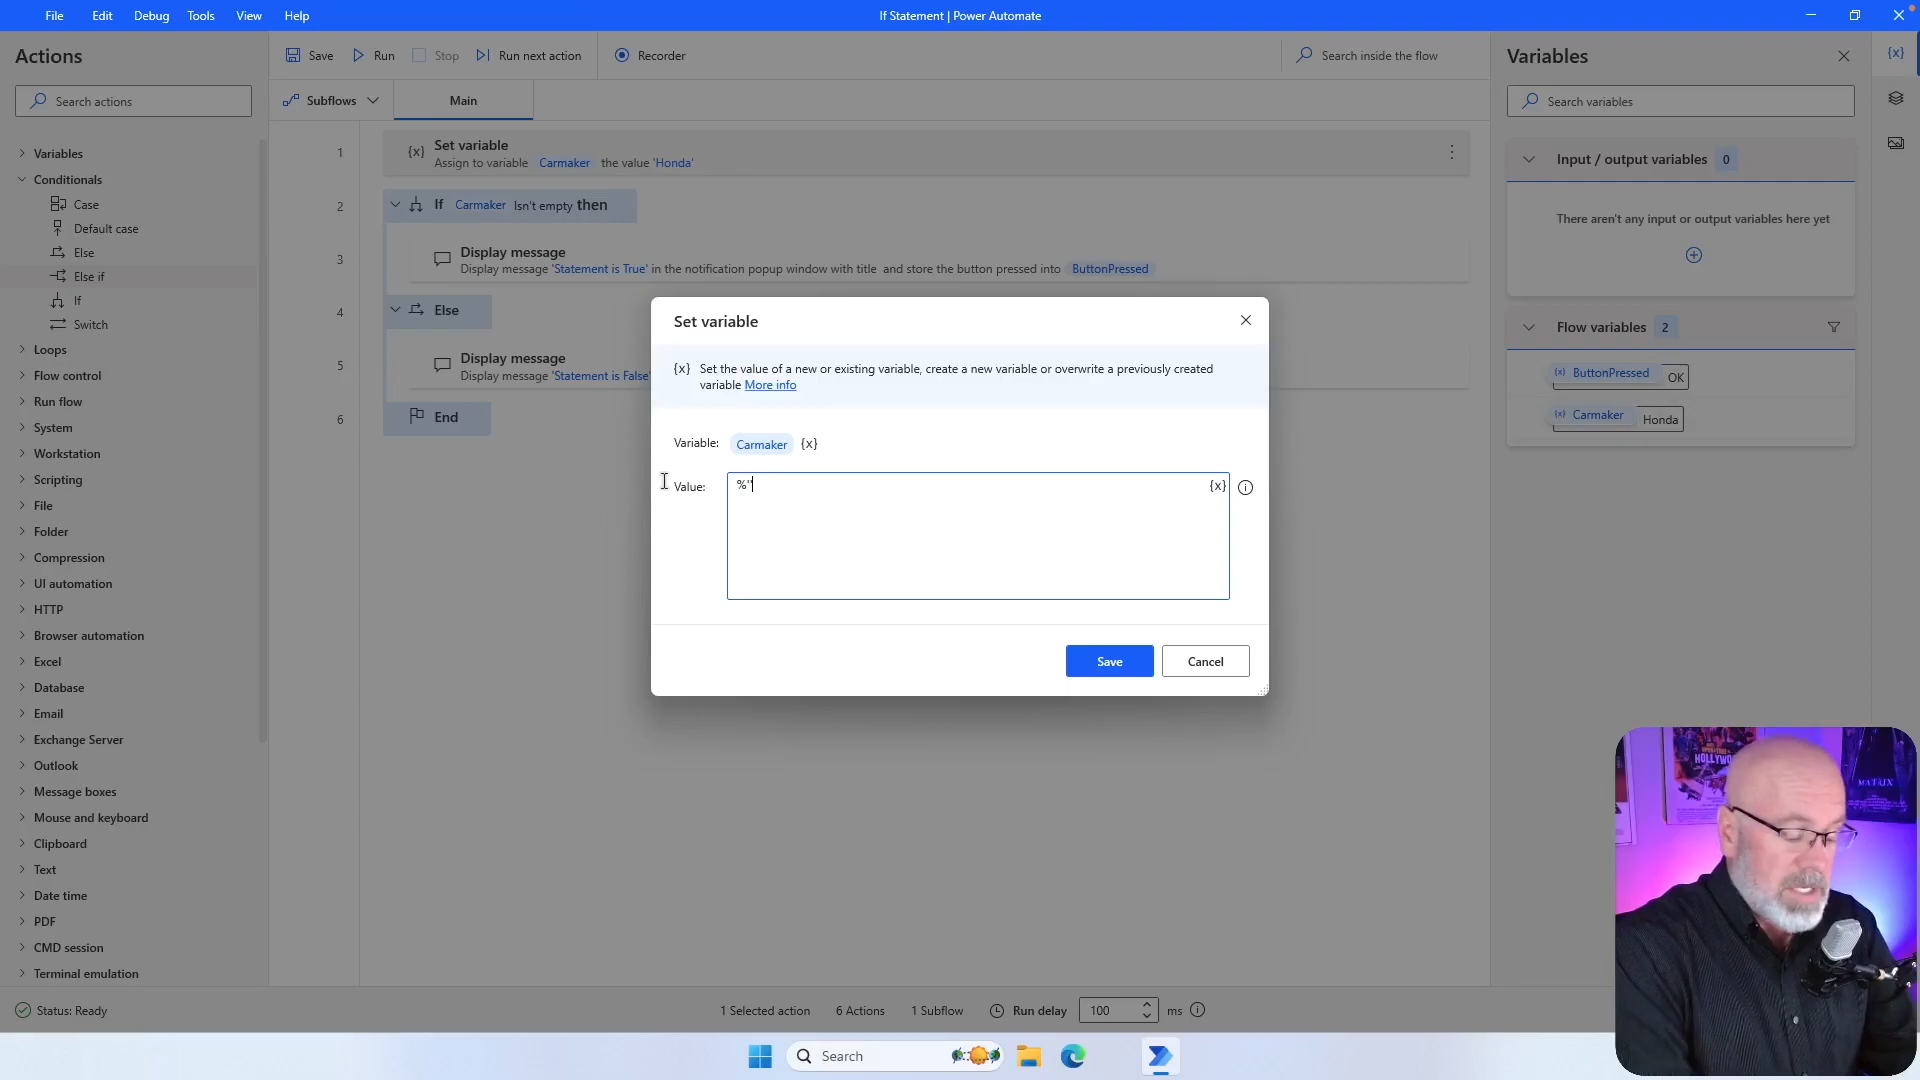 File Edit Debug Tools View Help
If Statement | Power Automate
Actions
Search actions
Variables
Conditionals
Case
Default case
Else
Else if
If
Switch
Loops
Flow control
Run flow
System
Workstation
Scripting
File
Folder
Compression
UI automation
HTTP
Browser automation
Excel
Database
Email
Exchange Server
Outlook
Message boxes
Mouse and keyboard
Clipboard
Text
Date time
PDF
CMD session
Terminal emulation
Save Run Stop Run next action Recorder
Search inside the flow
Subflows Main
1
{x} Set variable
Assign to variable Carmaker the value 'Honda'
2
If Carmaker Isn't empty then
3
Display message
Display message 'Statement is True' in the notification popup window with title and store the button pressed into ButtonPressed
4
Else
5
Display message
Display message 'Statement is False'
6
End
Set variable
{x} Set the value of a new or existing variable, create a new variable or overwrite a previously created
variable More info
Variable: Carmaker {x}
Value: %'' {x}
Save Cancel
Variables
{x}
Search variables
Input / output variables 0
There aren't any input or output variables here yet
Flow variables 2
{x} ButtonPressed OK
{x} Carmaker Honda
HOLLYWO
MATRIX
Status: Ready
1 Selected action 6 Actions 1 Subflow Run delay 100 ms
Search